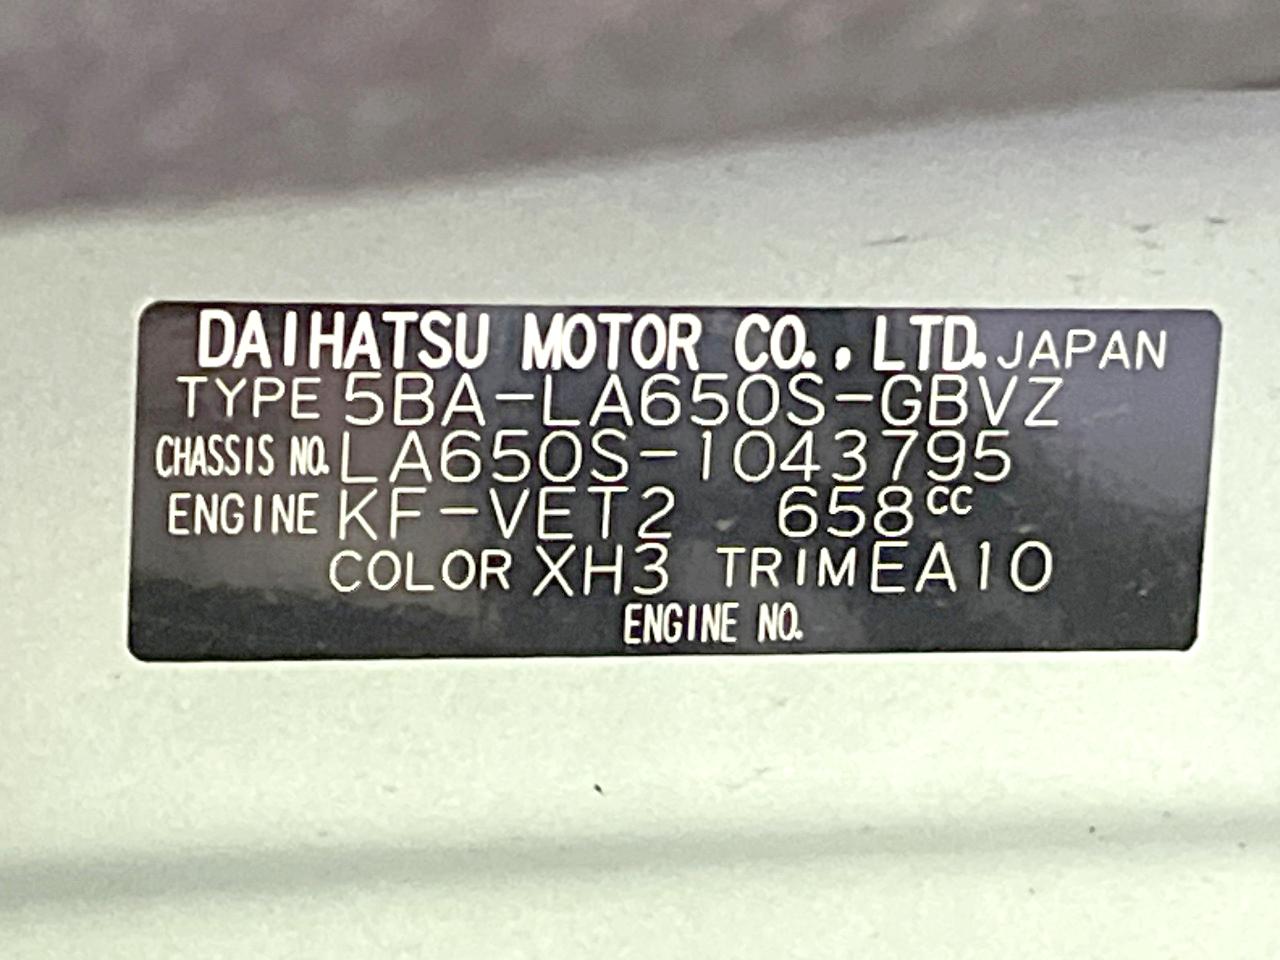 DAIHATSU MOTOR CO., LTD. JAPAN
TYPE 5BA-LA650S-GBVZ
CHASSIS NO. LA650S-1043795
ENGINE KF-VET2 658cc
COLOR XH3 TRIM EA10
ENGINE NO.